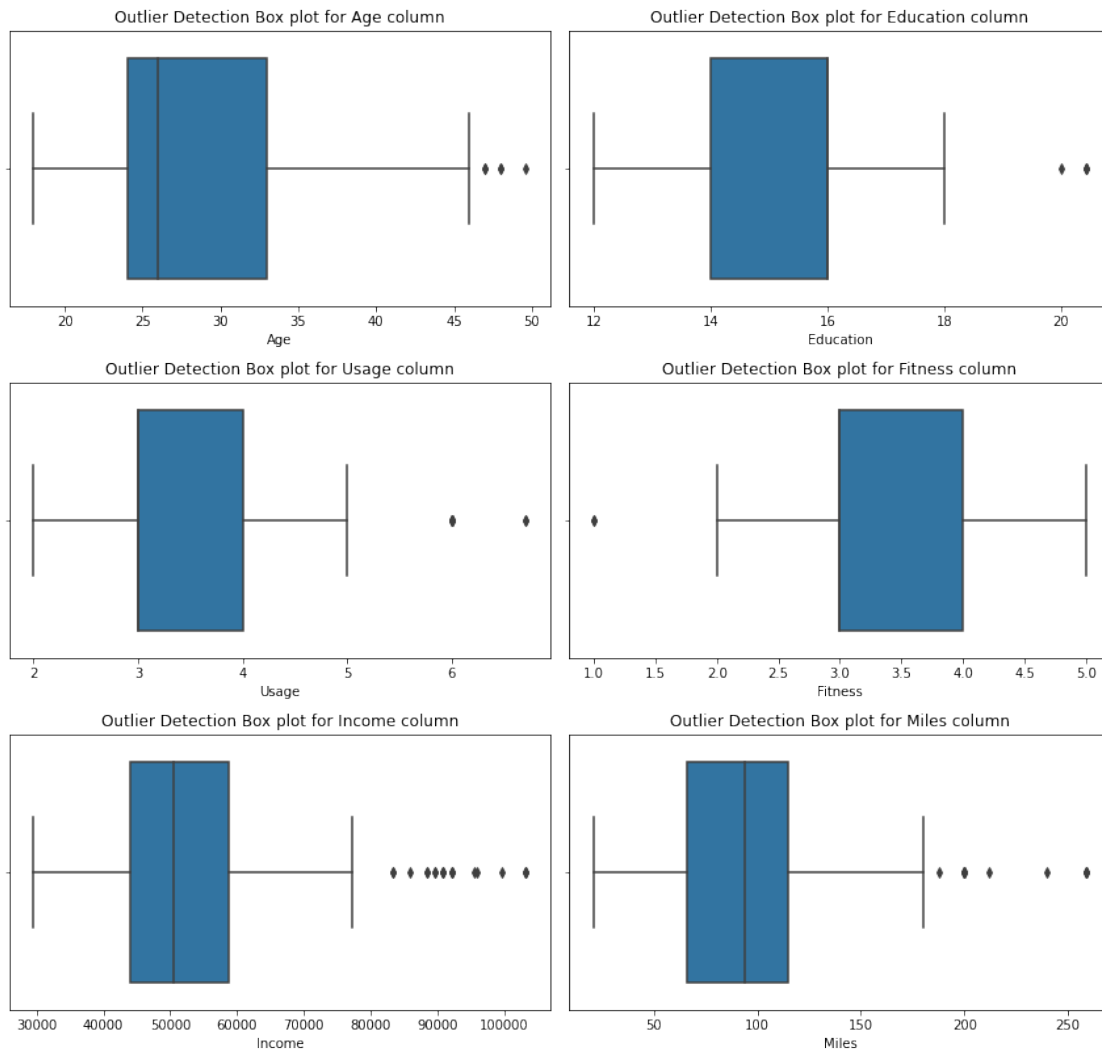 Outlier Detection Box plot for Age column
20 25 30 35 40 45 50
Age
Outlier Detection Box plot for Education column
12 14 16 18 20
Education
Outlier Detection Box plot for Usage column
2 3 4 5 6
Usage
Outlier Detection Box plot for Fitness column
1.0 1.5 2.0 2.5 3.0 3.5 4.0 4.5 5.0
Fitness
Outlier Detection Box plot for Income column
30000 40000 50000 60000 70000 80000 90000 100000
Income
Outlier Detection Box plot for Miles column
50 100 150 200 250
Miles